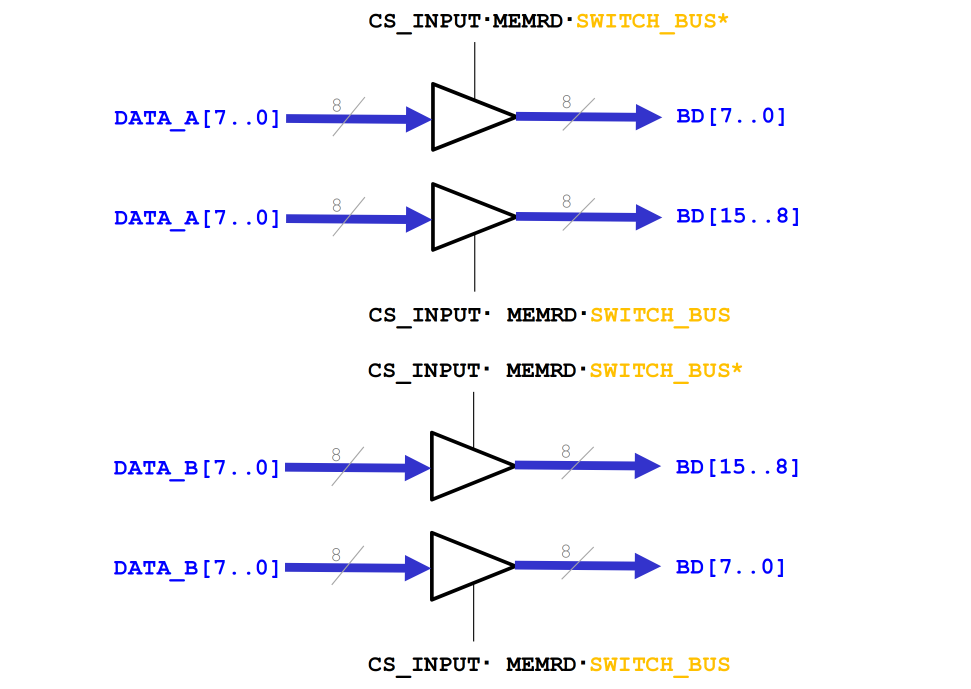 CS_INPUT·MEMRD·SWITCH_BUS*
DATA_A[7..0] 8 8 BD[7..0]
DATA_A[7..0] 8 8 BD[15..8]
CS_INPUT· MEMRD·SWITCH_BUS
CS_INPUT· MEMRD·SWITCH_BUS*
DATA_B[7..0] 8 8 BD[15..8]
DATA_B[7..0] 8 8 BD[7..0]
CS_INPUT· MEMRD·SWITCH_BUS